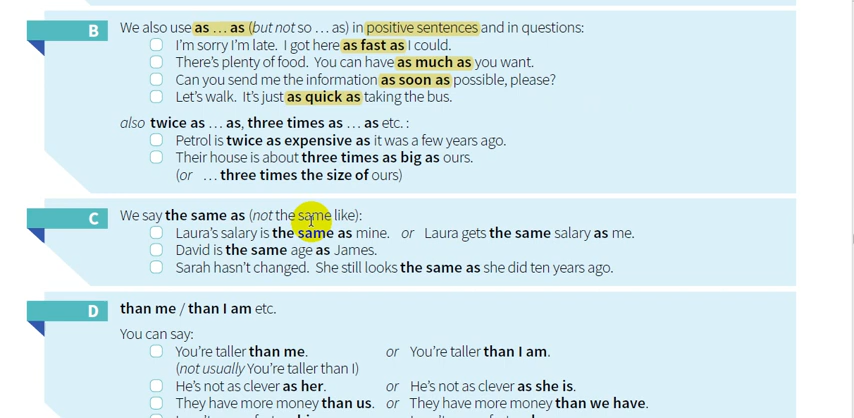 B We also use as … as (but not so … as) in positive sentences and in questions:
I'm sorry I'm late. I got here as fast as I could.
There's plenty of food. You can have as much as you want.
Can you send me the information as soon as possible, please?
Let's walk. It's just as quick as taking the bus.
also twice as … as, three times as … as etc. :
Petrol is twice as expensive as it was a few years ago.
Their house is about three times as big as ours.
(or … three times the size of ours)
C We say the same as (not the same like):
Laura's salary is the same as mine. or Laura gets the same salary as me.
David is the same age as James.
Sarah hasn't changed. She still looks the same as she did ten years ago.
D than me / than I am etc.
You can say:
You're taller than me. or You're taller than I am.
(not usually You're taller than I)
He's not as clever as her. or He's not as clever as she is.
They have more money than us. or They have more money than we have.